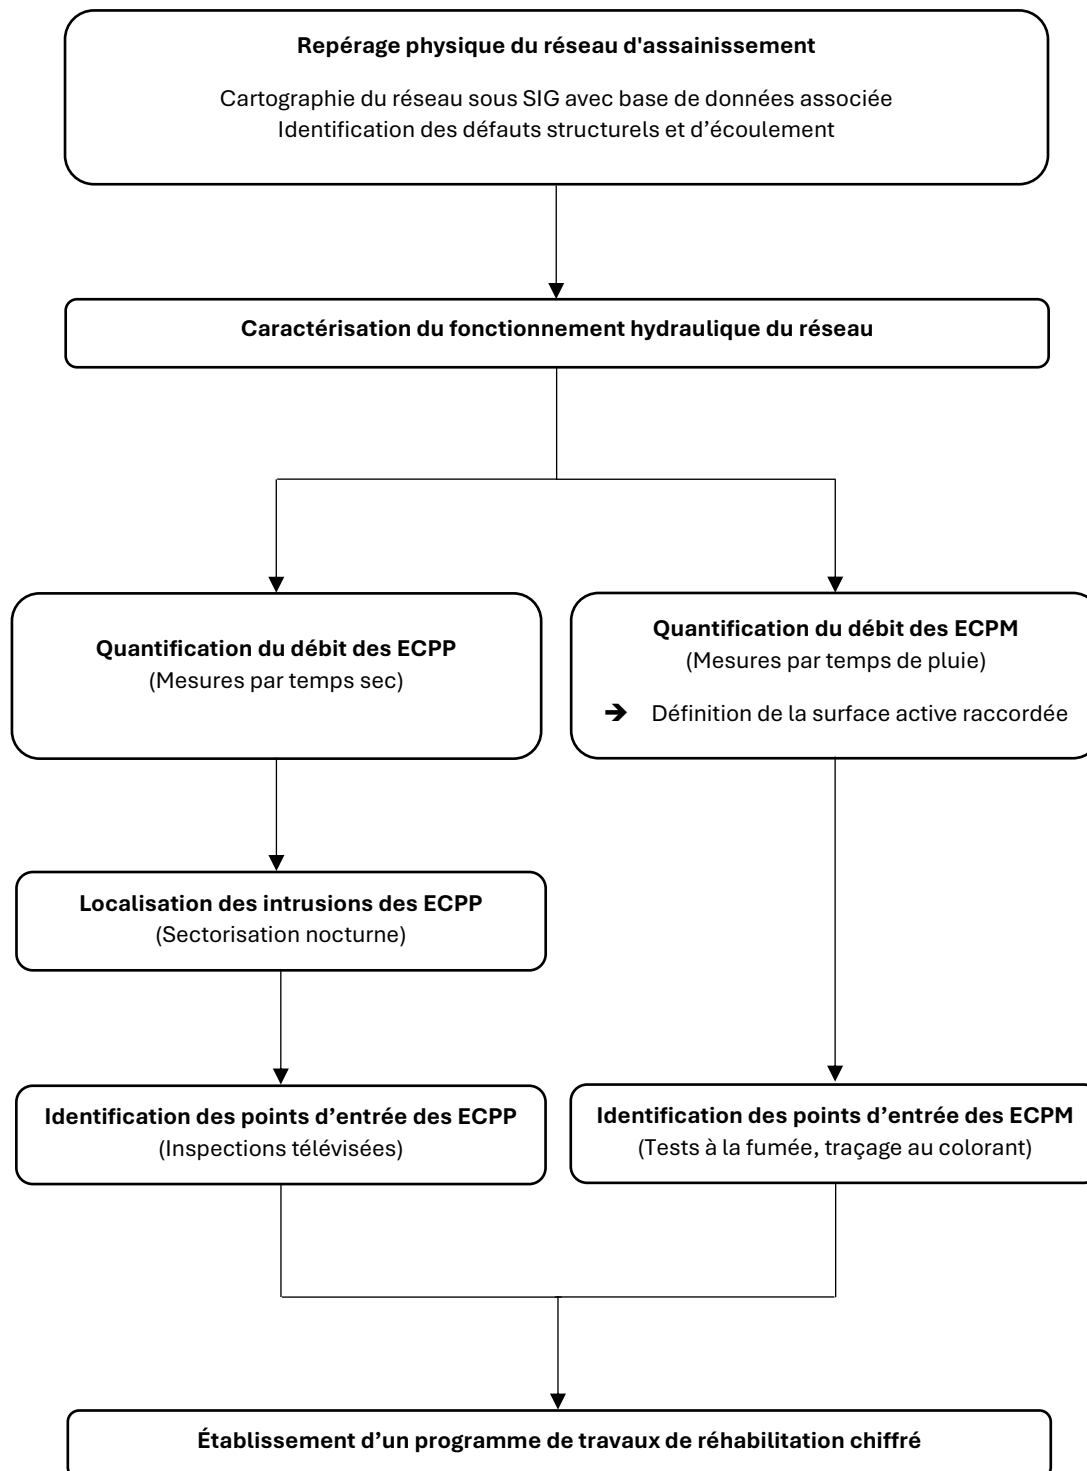 Repérage physique du réseau d'assainissement
Cartographie du réseau sous SIG avec base de données associée
Identification des défauts structurels et d’écoulement
Caractérisation du fonctionnement hydraulique du réseau
Quantification du débit des ECPP
(Mesures par temps sec)
Quantification du débit des ECPM
(Mesures par temps de pluie)
➔ Définition de la surface active raccordée
Localisation des intrusions des ECPP
(Sectorisation nocturne)
Identification des points d’entrée des ECPP
(Inspections télévisées)
Identification des points d’entrée des ECPM
(Tests à la fumée, traçage au colorant)
Établissement d’un programme de travaux de réhabilitation chiffré